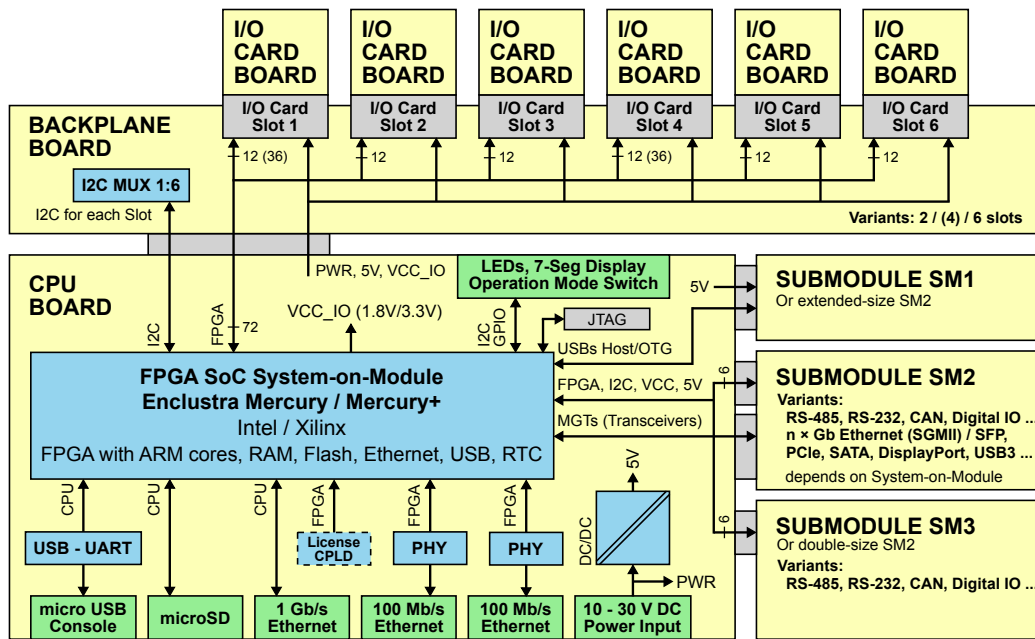 I/O
CARD
BOARD
I/O
CARD
BOARD
I/O
CARD
BOARD
I/O
CARD
BOARD
I/O
CARD
BOARD
I/O
CARD
BOARD
I/O Card
Slot 1
I/O Card
Slot 2
I/O Card
Slot 3
I/O Card
Slot 4
I/O Card
Slot 5
I/O Card
Slot 6
BACKPLANE
BOARD
12 (36)
12
12
12 (36)
12
12
I2C MUX 1:6
I2C for each Slot
Variants: 2 / (4) / 6 slots
CPU
BOARD
PWR, 5V, VCC_IO
LEDs, 7-Seg Display
Operation Mode Switch
VCC_IO (1.8V/3.3V)
I2C
FPGA
72
I2C
GPIO
JTAG
5V
USBs Host/OTG
SUBMODULE SM1
Or extended-size SM2
FPGA SoC System-on-Module
Enclustra Mercury / Mercury+
Intel / Xilinx
FPGA with ARM cores, RAM, Flash, Ethernet, USB, RTC
FPGA, I2C, VCC, 5V
MGTs (Transceivers)
6
SUBMODULE SM2
Variants:
RS-485, RS-232, CAN, Digital IO ...
n × Gb Ethernet (SGMII) / SFP,
PCIe, SATA, DisplayPort, USB3 ...
depends on System-on-Module
CPU
CPU
CPU
FPGA
FPGA
FPGA
5V
DC/DC
USB - UART
License
CPLD
PHY
PHY
PWR
6
SUBMODULE SM3
Or double-size SM2
Variants:
RS-485, RS-232, CAN, Digital IO ...
micro USB
Console
microSD
1 Gb/s
Ethernet
100 Mb/s
Ethernet
100 Mb/s
Ethernet
10 - 30 V DC
Power Input